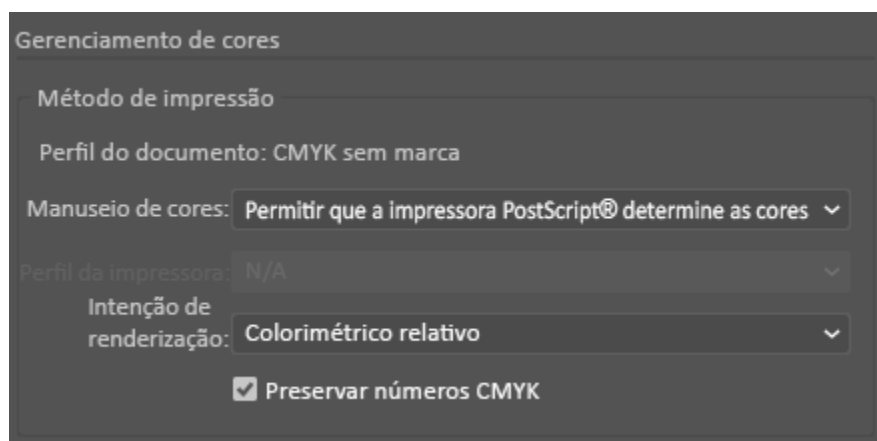 Gerenciamento de cores
Método de impressão
Perfil do documento: CMYK sem marca
Manuseio de cores: Permitir que a impressora PostScript® determine as cores
Perfil da impressora: N/A
Intenção de
renderização: Colorimétrico relativo
Preservar números CMYK